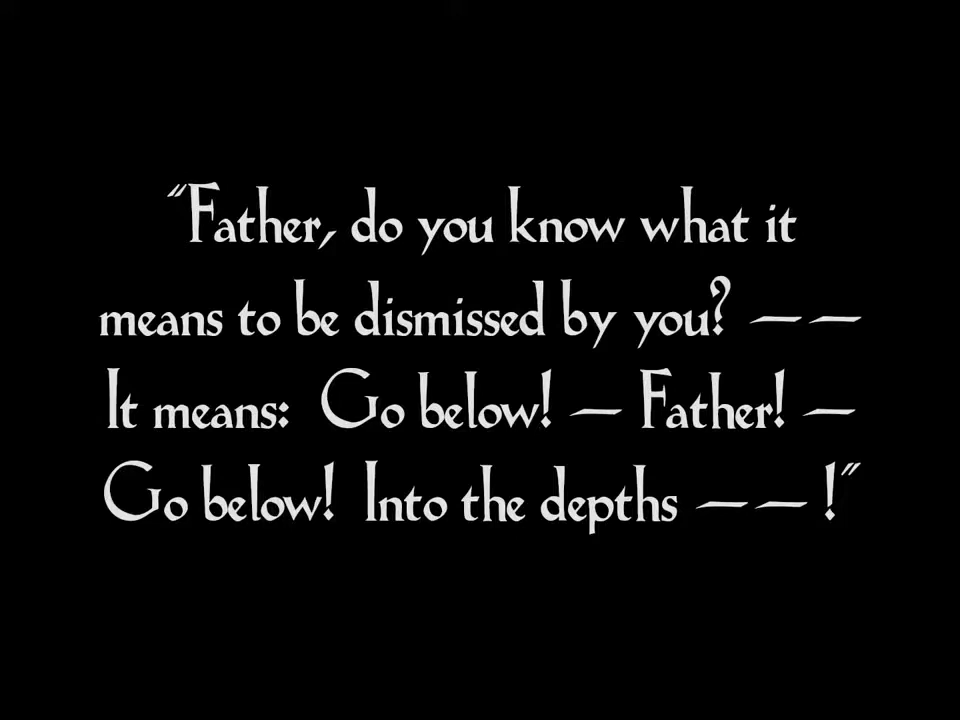 "Father, do you know what it
means to be dismissed by you? — —
It means: Go below! — Father! —
Go below! Into the depths — — !"